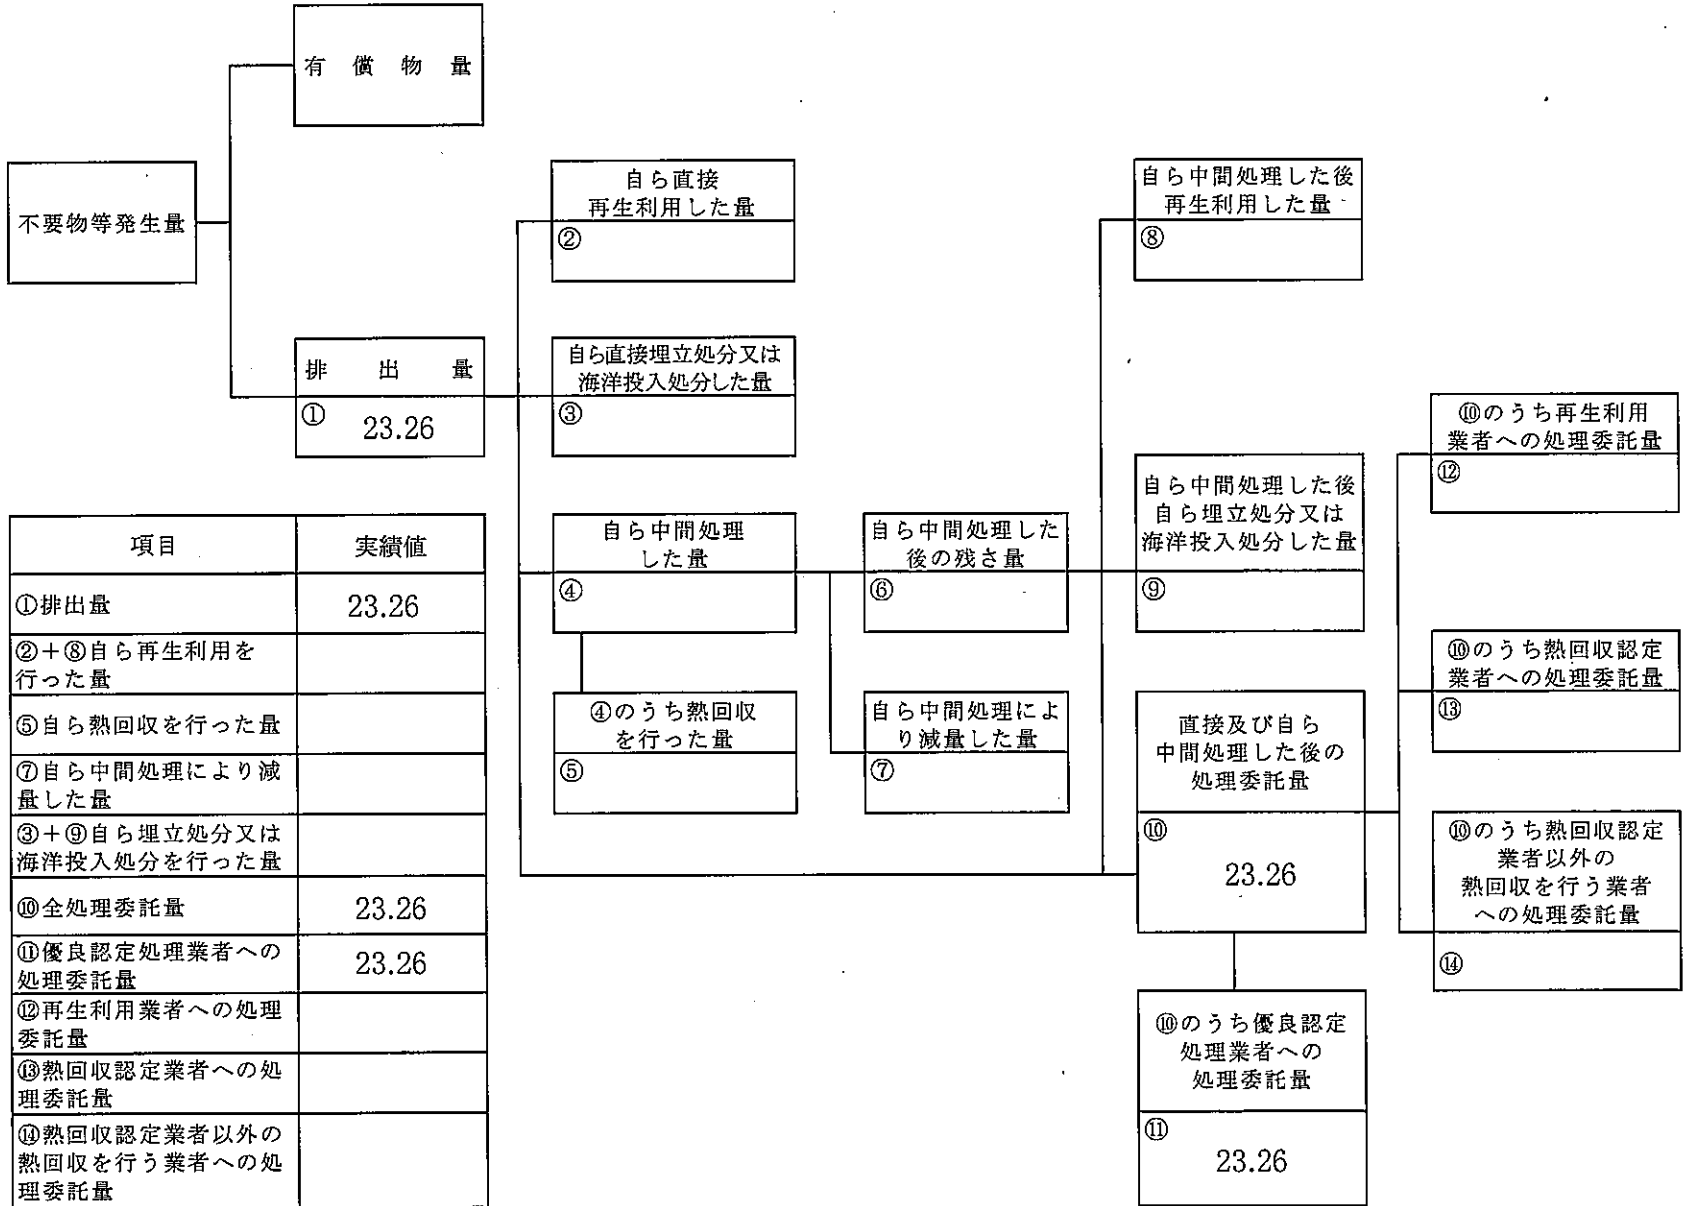 有償物量
不要物等発生量
排出量
① 23.26
自ら直接
再生利用した量
②
自ら直接埋立処分又は
海洋投入処分した量
③
自ら中間処理
した量
④
④のうち熱回収
を行った量
⑤
自ら中間処理した
後の残さ量
⑥
自ら中間処理によ
り減量した量
⑦
自ら中間処理した後
再生利用した量
⑧
自ら中間処理した後
自ら埋立処分又は
海洋投入処分した量
⑨
直接及び自ら
中間処理した後の
処理委託量
⑩
23.26
⑩のうち優良認定
処理業者への
処理委託量
⑪
23.26
⑩のうち再生利用
業者への処理委託量
⑫
⑩のうち熱回収認定
業者への処理委託量
⑬
⑩のうち熱回収認定
業者以外の
熱回収を行う業者
への処理委託量
⑭
項目 実績値
①排出量 23.26
②+⑧自ら再生利用を
行った量
⑤自ら熱回収を行った量
⑦自ら中間処理により減
量した量
③+⑨自ら埋立処分又は
海洋投入処分を行った量
⑩全処理委託量 23.26
⑪優良認定処理業者への
処理委託量 23.26
⑫再生利用業者への処理
委託量
⑬熱回収認定業者への処
理委託量
⑭熱回収認定業者以外の
熱回収を行う業者への処
理委託量